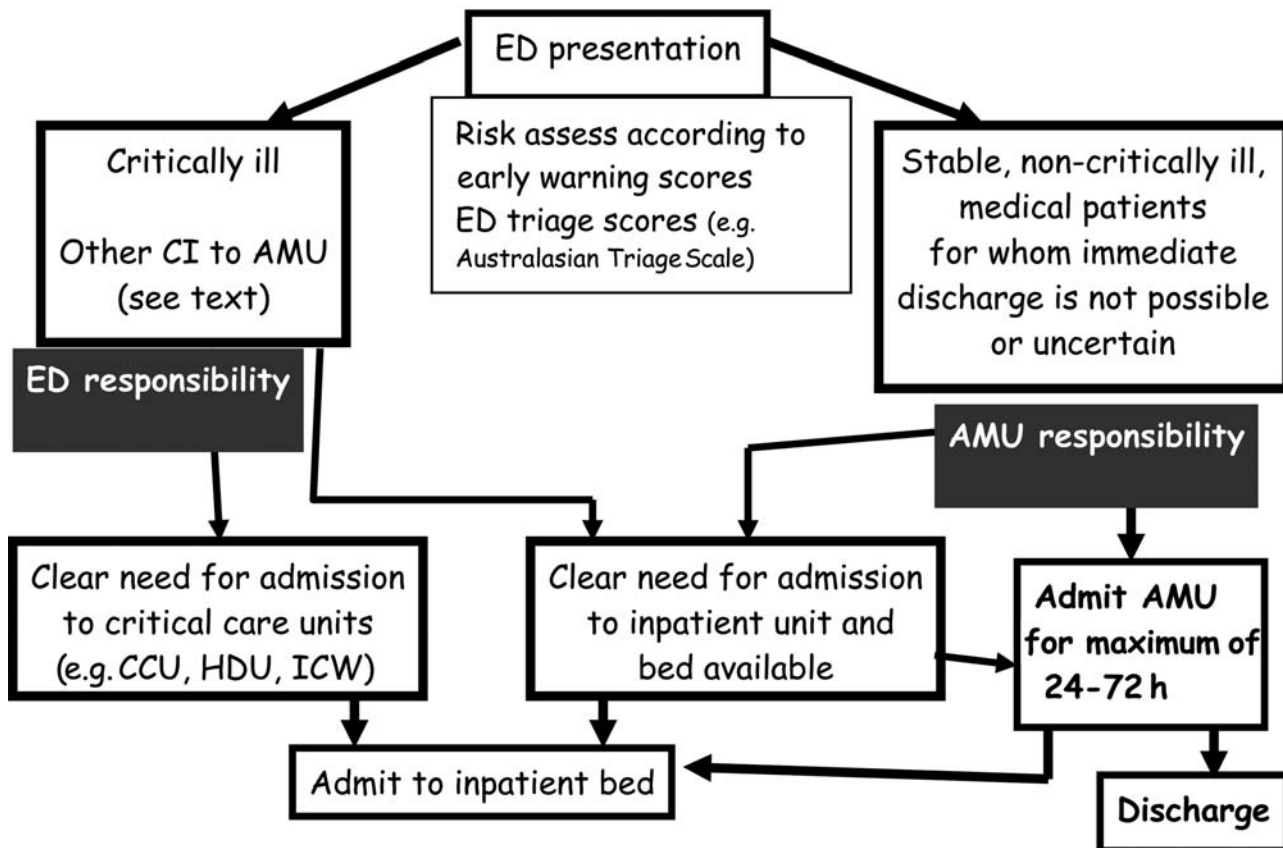 ED presentation
Risk assess according to
early warning scores
ED triage scores (e.g.
Australasian Triage Scale)
Critically ill
Other CI to AMU
(see text)
ED responsibility
Stable, non-critically ill,
medical patients
for whom immediate
discharge is not possible
or uncertain
AMU responsibility
Clear need for admission
to critical care units
(e.g. CCU, HDU, ICW)
Clear need for admission
to inpatient unit and
bed available
Admit AMU
for maximum of
24-72 h
Admit to inpatient bed
Discharge